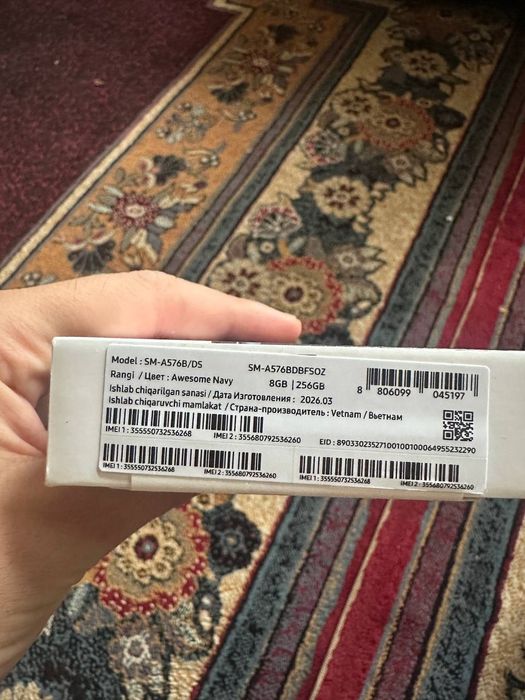 Model : SM-A576B/DS SM-A576BDBFSOZ
Rangi / Цвет : Awesome Navy 8GB | 256GB
8 806099 045197
Ishlab chiqarilgan sanasi / Дата Изготовления : 2026.03
Ishlab chiqaruvchi mamlakat / Страна-производитель : Vetnam / Вьетнам
IMEI 1 : 355550732536268 IMEI 2 : 355680792536260
EID : 89033023527100100100064955232290
IMEI 1 : 355550732536268 IMEI 2 : 355680792536260
IMEI 1 : 355550732536268 IMEI 2 : 355680792536260